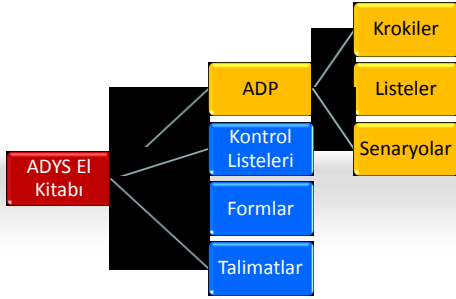 ADYS El
Kitabı
ADP
Kontrol
Listeleri
Formlar
Talimatlar
Krokiler
Listeler
Senaryolar